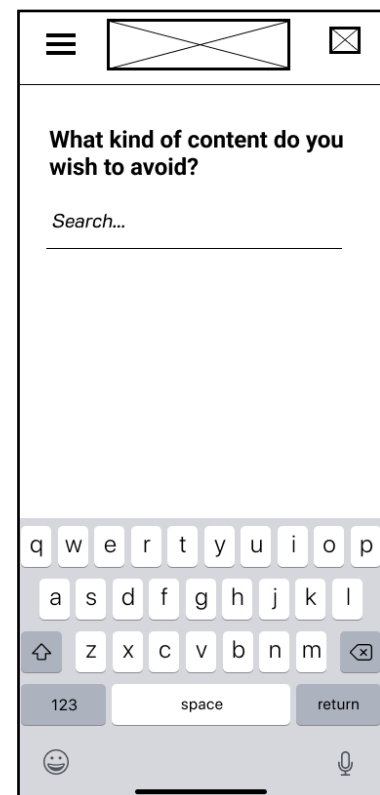 What kind of content do you
wish to avoid?
Search...
q w e r t y u i o p
a s d f g h j k l
z x c v b n m
123 space return